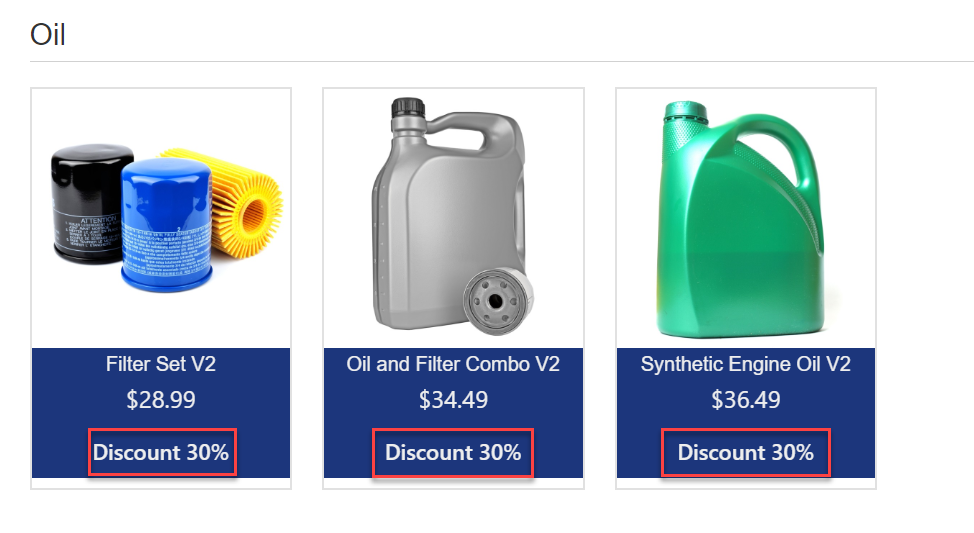 Oil
ATTENTION
Filter Set V2
$28.99
Discount 30%
Oil and Filter Combo V2
$34.49
Discount 30%
Synthetic Engine Oil V2
$36.49
Discount 30%